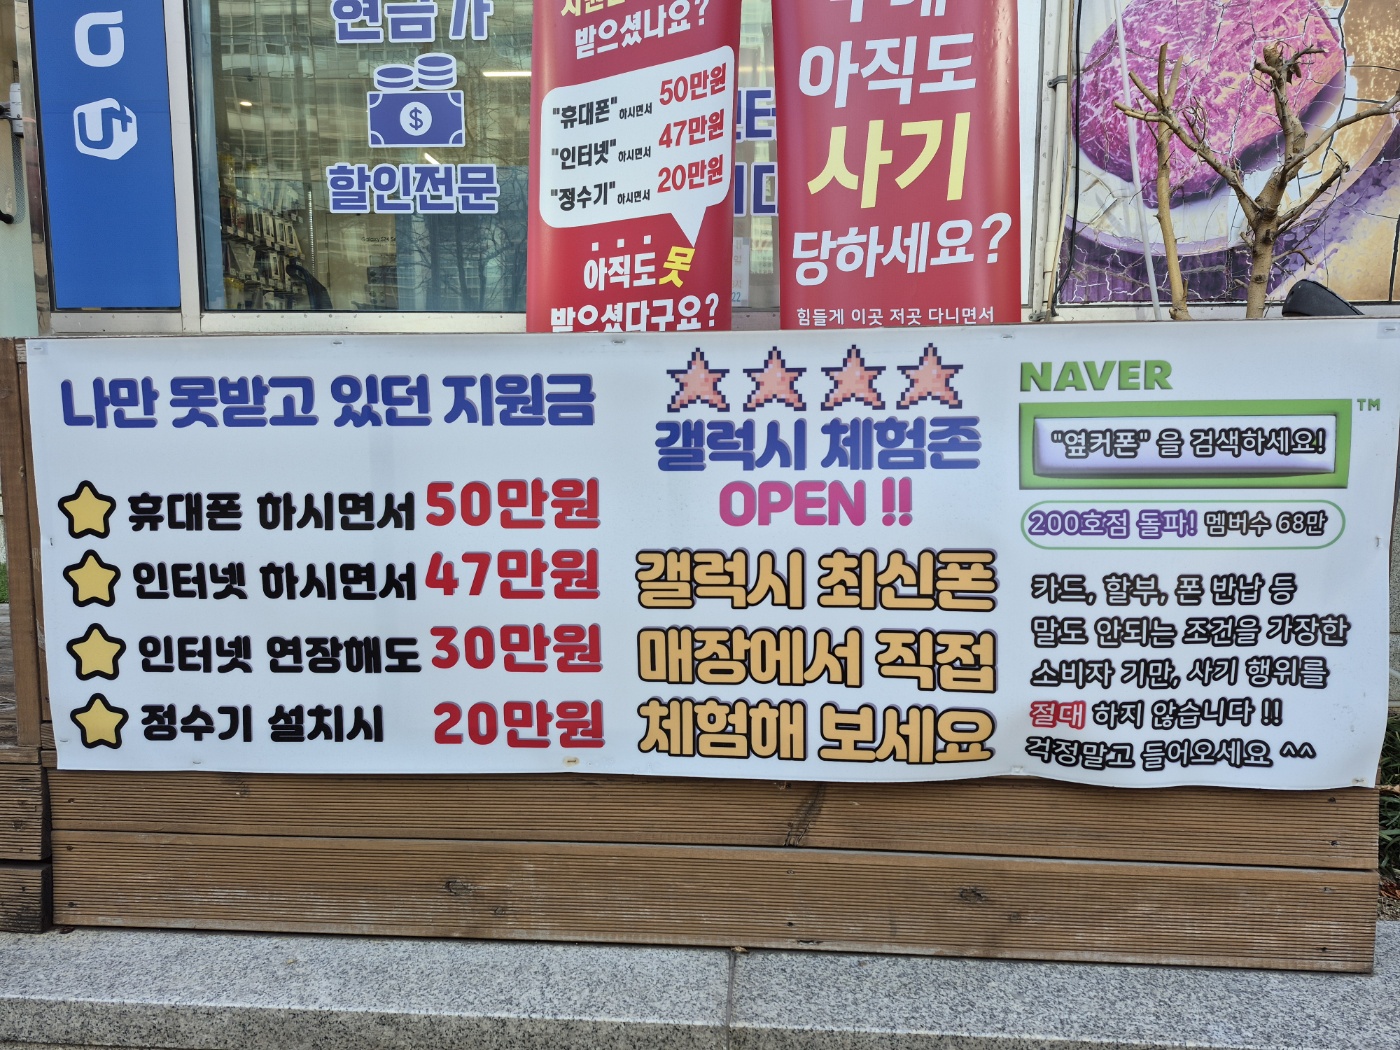 현금가
할인전문
받으셨나요?
"휴대폰" 하시면서 50만원
"인터넷" 하시면서 47만원
"정수기" 하시면서 20만원
아직도 못
받으셨다구요?
아직도
사기
당하세요?
힘들게 이곳 저곳 다니면서
나만 못받고 있던 지원금
휴대폰 하시면서 50만원
인터넷 하시면서 47만원
인터넷 연장해도 30만원
정수기 설치시 20만원
갤럭시 체험존
OPEN !!
갤럭시 최신폰
매장에서 직접
체험해 보세요
NAVER
TM
"옆커폰" 을 검색하세요!
200호점 돌파! 멤버수 68만
카드, 할부, 폰 반납 등
말도 안되는 조건을 가장한
소비자 기만, 사기 행위를
절대 하지 않습니다 !!
걱정말고 들어오세요 ^^